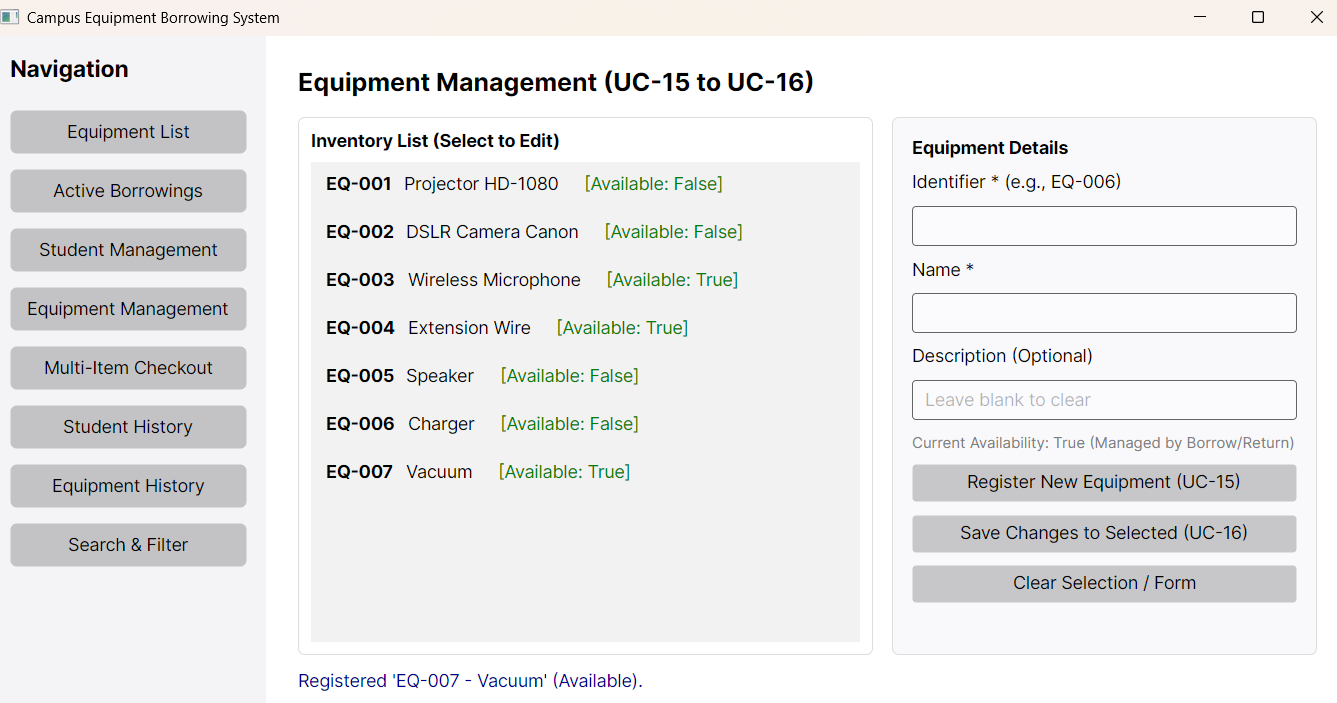 Campus Equipment Borrowing System
Navigation
Equipment List
Active Borrowings
Student Management
Equipment Management
Multi-Item Checkout
Student History
Equipment History
Search & Filter
Equipment Management (UC-15 to UC-16)
Inventory List (Select to Edit)
EQ-001 Projector HD-1080 [Available: False]
EQ-002 DSLR Camera Canon [Available: False]
EQ-003 Wireless Microphone [Available: True]
EQ-004 Extension Wire [Available: True]
EQ-005 Speaker [Available: False]
EQ-006 Charger [Available: False]
EQ-007 Vacuum [Available: True]
Registered 'EQ-007 - Vacuum' (Available).
Equipment Details
Identifier * (e.g., EQ-006)
Name *
Description (Optional)
Leave blank to clear
Current Availability: True (Managed by Borrow/Return)
Register New Equipment (UC-15)
Save Changes to Selected (UC-16)
Clear Selection / Form